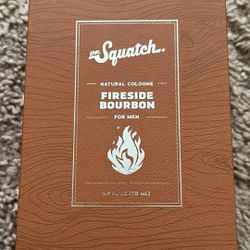 DR. Squatch.
NATURAL COLOGNE
FIRESIDE
BOURBON
FOR MEN